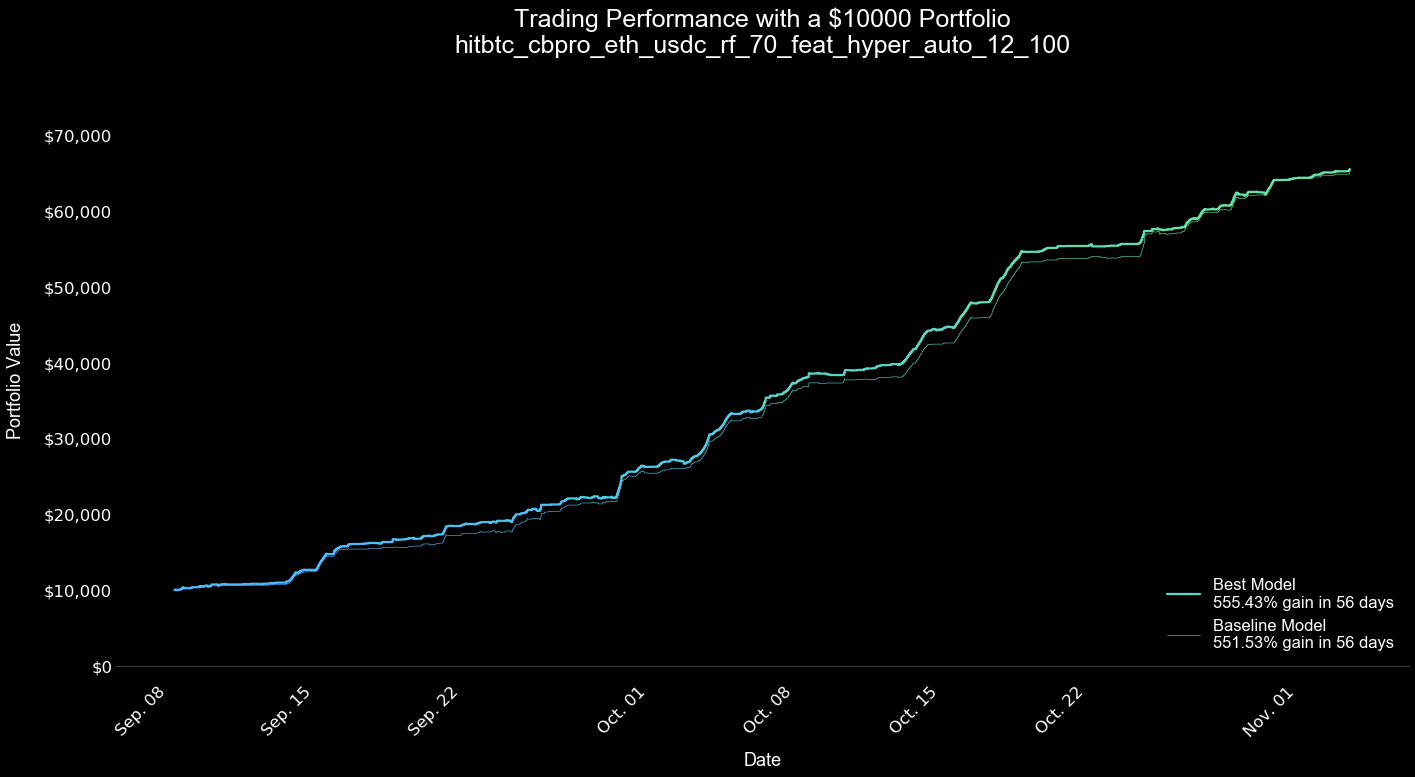 Trading Performance with a $10000 Portfolio
hitbtc_cbpro_eth_usdc_rf_70_feat_hyper_auto_12_100
$70,000
$60,000
$50,000
$40,000
$30,000
$20,000
$10,000
$0
Portfolio Value
Best Model
555.43% gain in 56 days
Baseline Model
551.53% gain in 56 days
Sep. 08
Sep. 15
Sep. 22
Oct. 01
Oct. 08
Oct. 15
Oct. 22
Nov. 01
Date